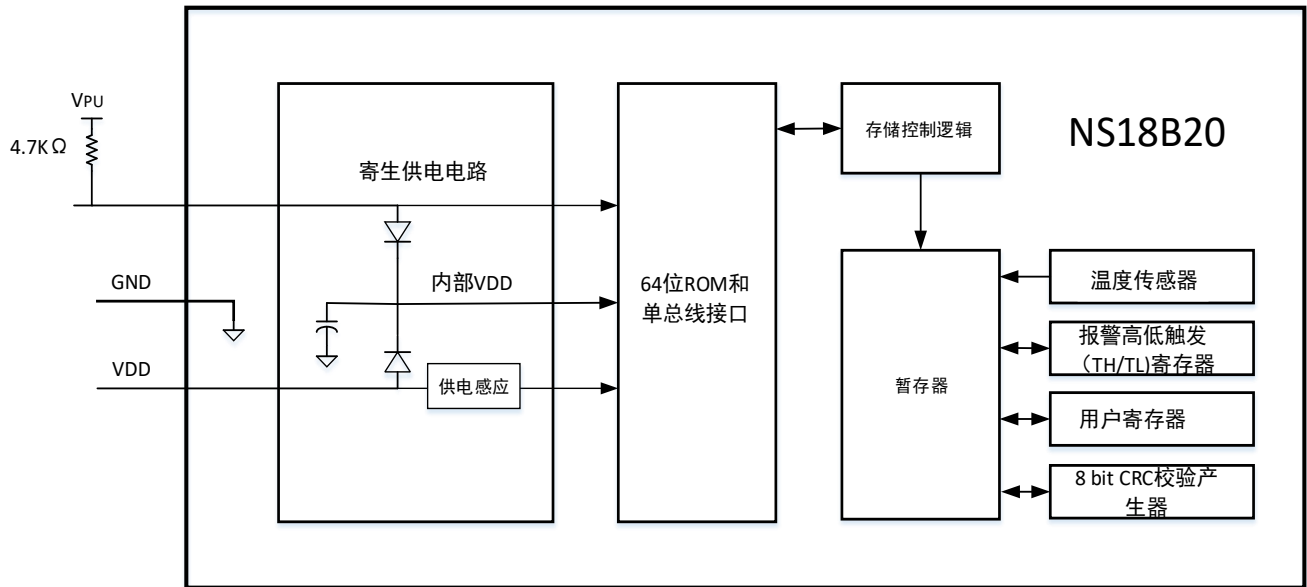 VPU
4.7KΩ
GND
VDD
寄生供电电路
内部VDD
供电感应
64位ROM和
单总线接口
存储控制逻辑
NS18B20
暂存器
温度传感器
报警高低触发
（TH/TL)寄存器
用户寄存器
8 bit CRC校验产
生器